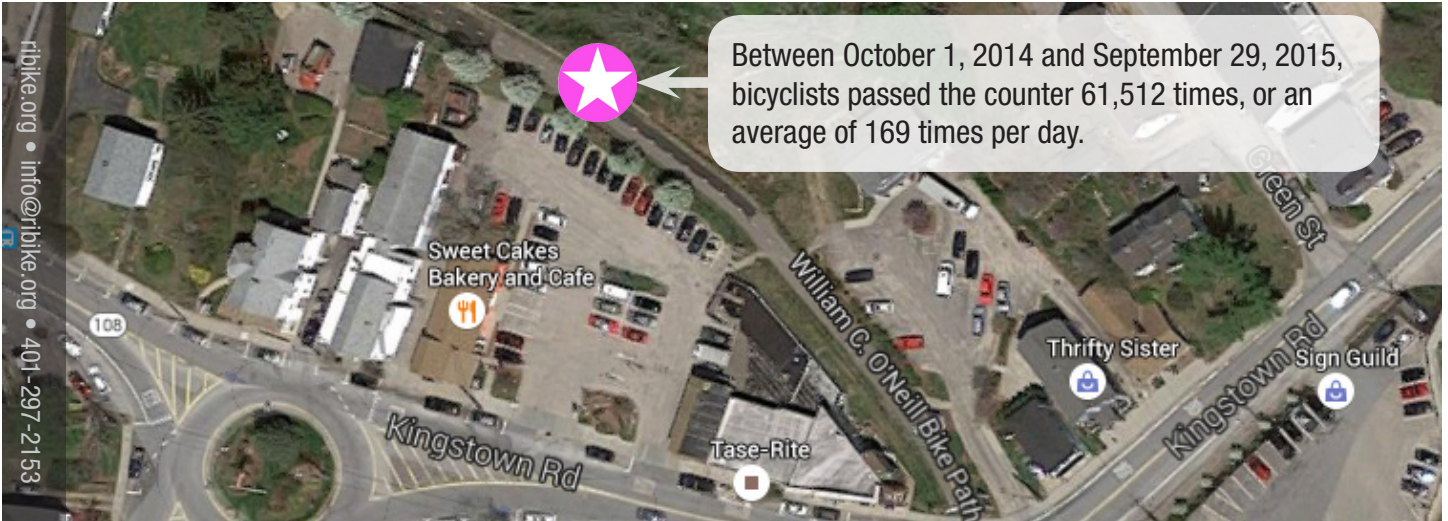 Between October 1, 2014 and September 29, 2015,
bicyclists passed the counter 61,512 times, or an
average of 169 times per day.
ribike.org • info@ribike.org • 401-297-2153
Green St
Sweet Cakes
Bakery and Cafe
William C. O'Neill Bike Path
108
Thrifty Sister
Kingstown Rd
Sign Guild
Kingstown Rd
Tase-Rite